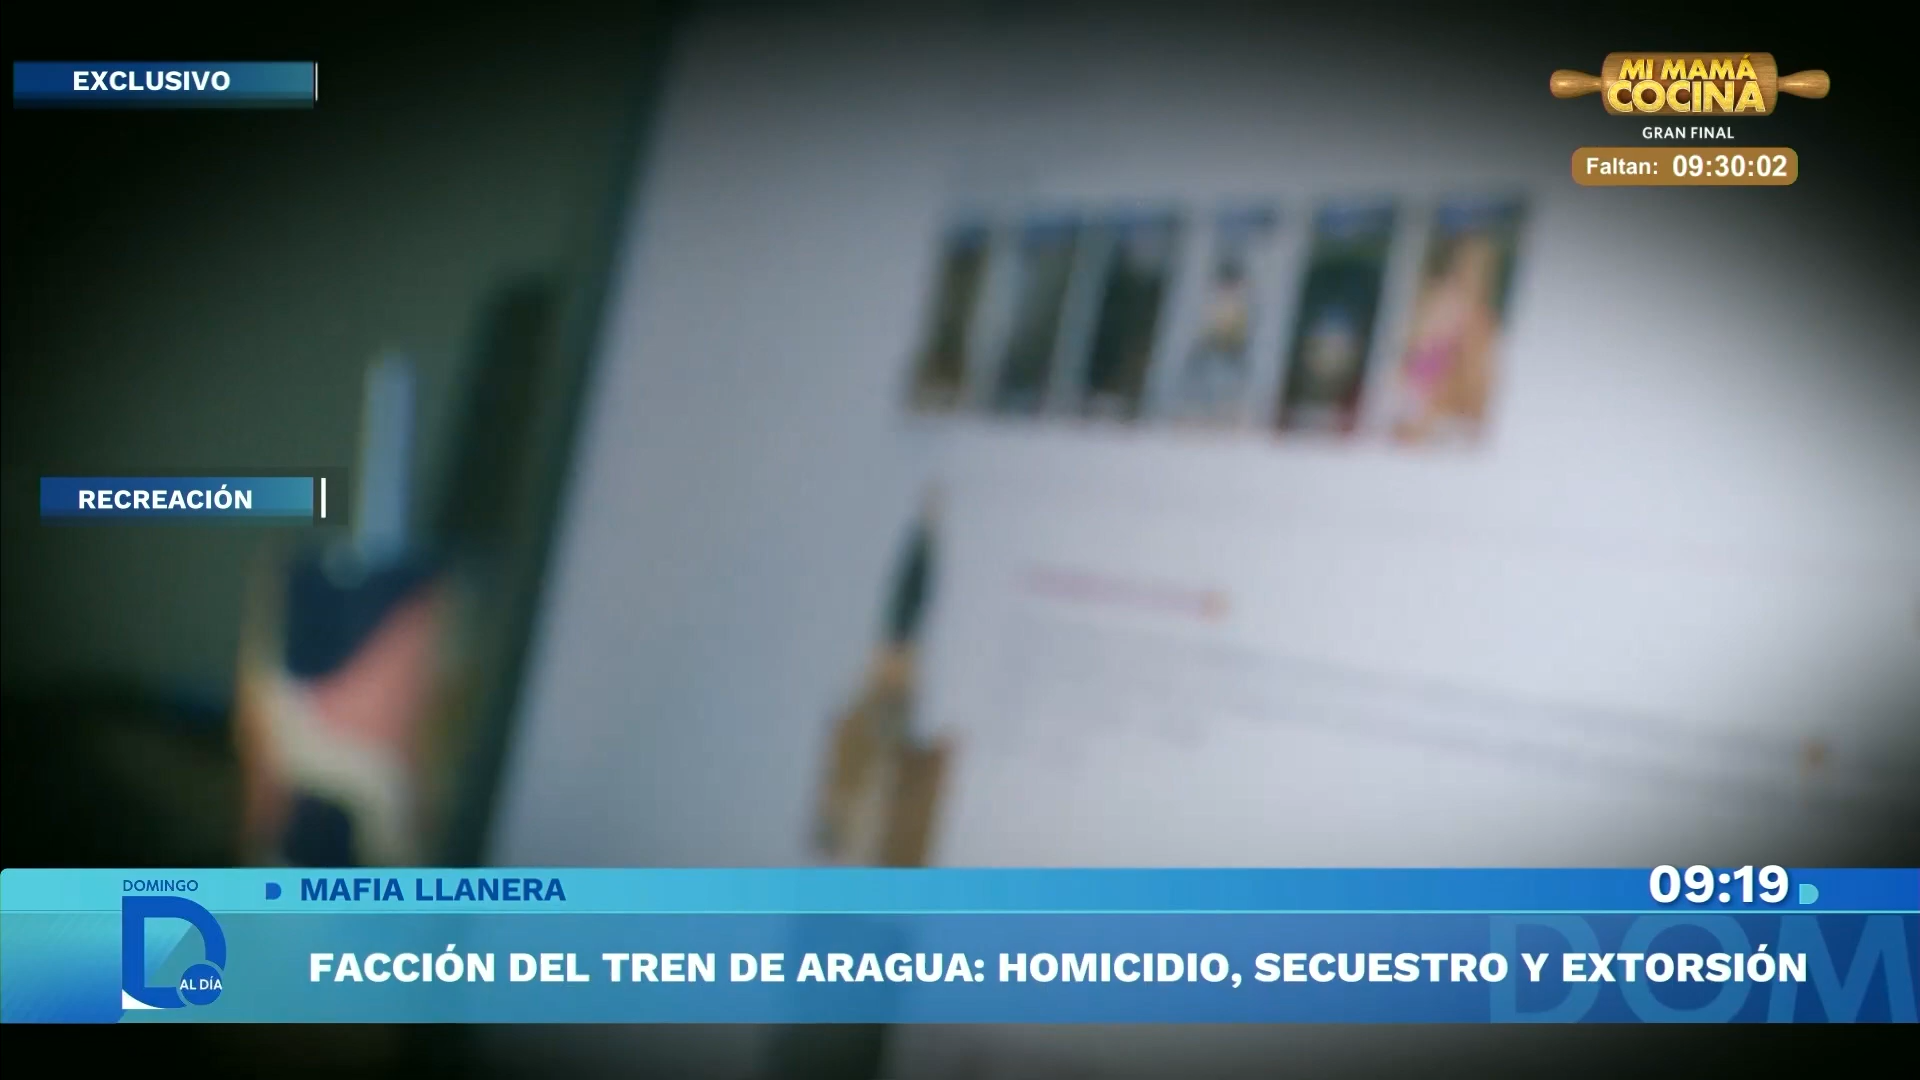 EXCLUSIVO
MI MAMÁ
COCINA
GRAN FINAL
Faltan: 09:30:02
RECREACIÓN
DOMINGO
AL DÍA
MAFIA LLANERA
09:19
FACCIÓN DEL TREN DE ARAGUA: HOMICIDIO, SECUESTRO Y EXTORSIÓN
DOM